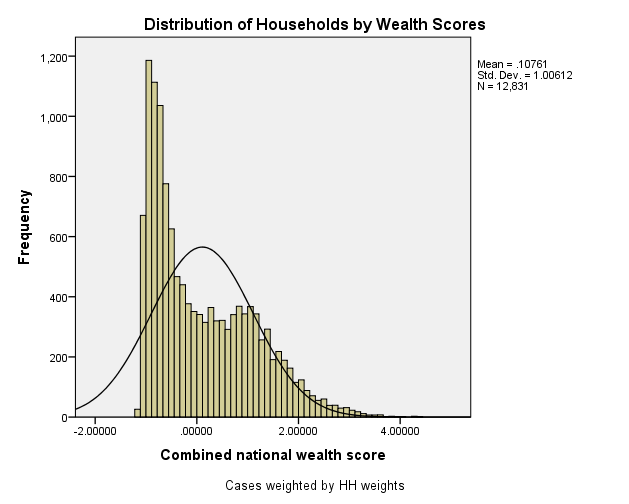 Distribution of Households by Wealth Scores
Mean = .10761
Std. Dev. = 1.00612
N = 12,831
1,200
1,000
800
600
400
200
0
Frequency
-2.00000 .00000 2.00000 4.00000
Combined national wealth score
Cases weighted by HH weights